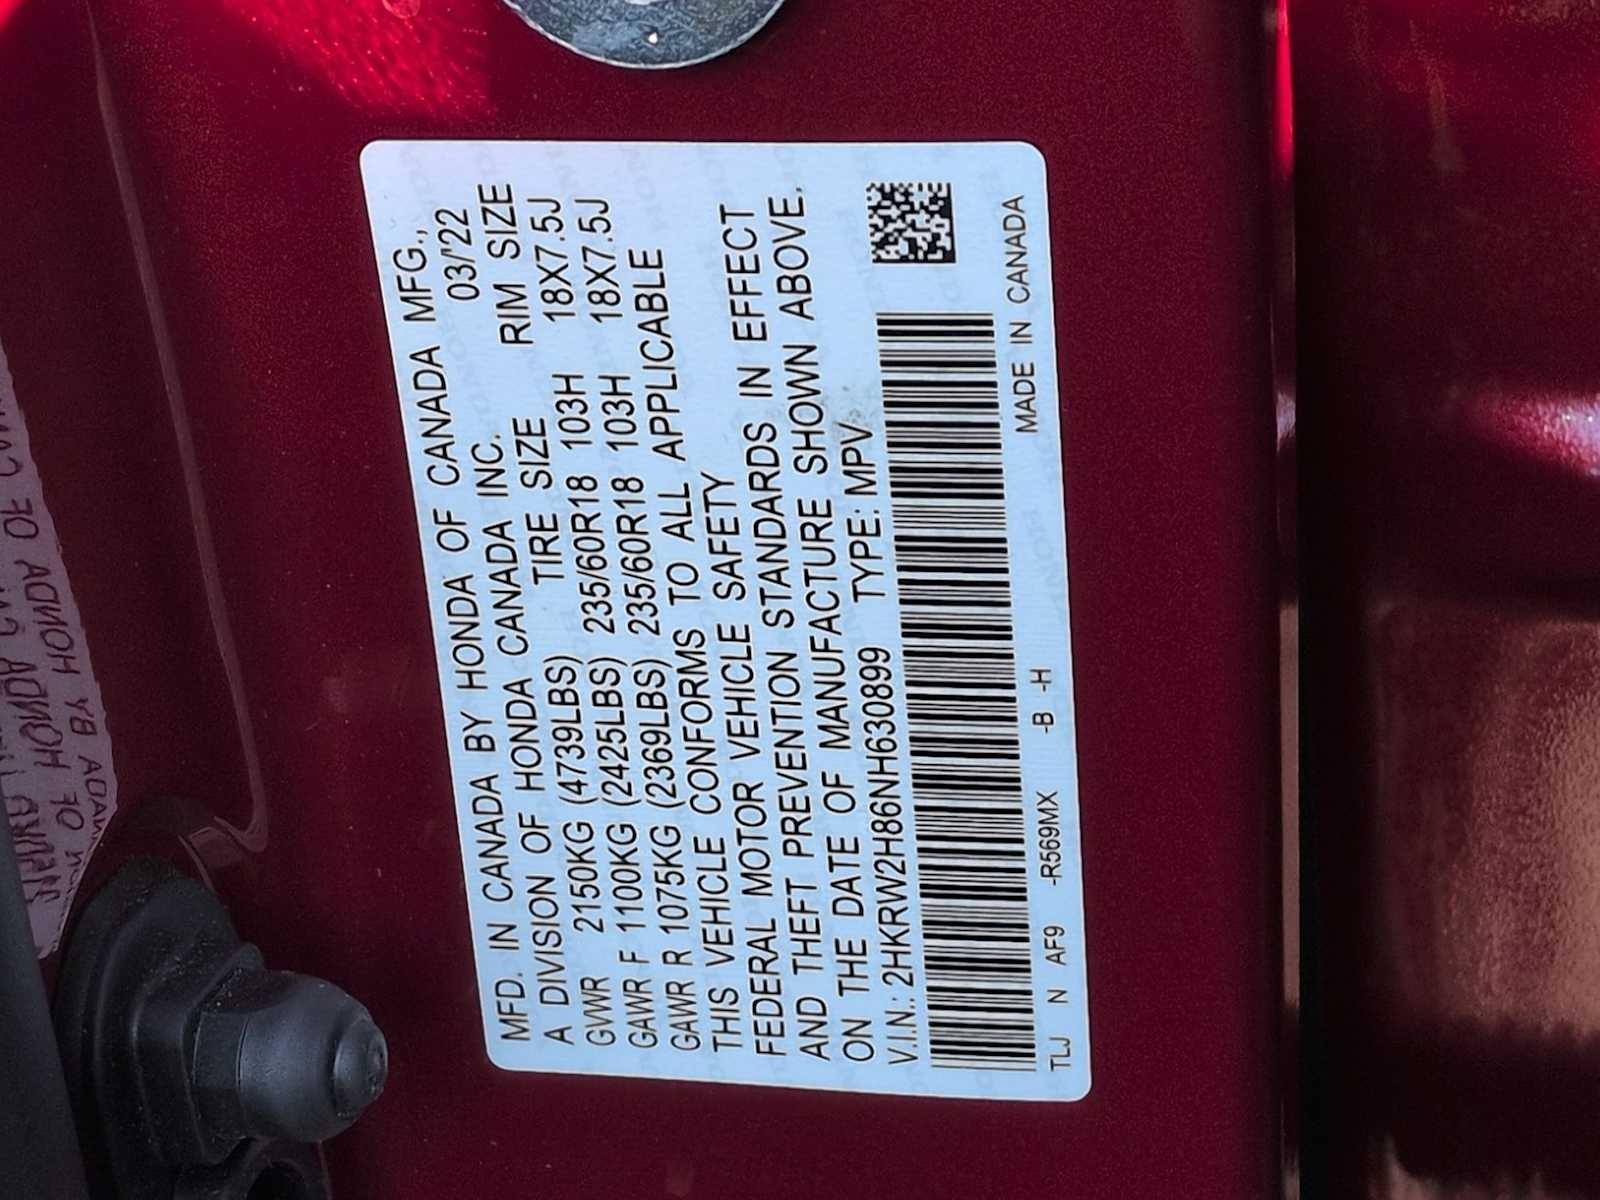 MFD. IN CANADA BY HONDA OF CANADA MFG.,
A DIVISION OF HONDA CANADA INC. 03/'22
TIRE SIZE RIM SIZE
GVWR 2150KG (4739LBS)
GAWR F 1100KG (2425LBS) 235/60R18 103H 18X7.5J
GAWR R 1075KG (2369LBS) 235/60R18 103H 18X7.5J
THIS VEHICLE CONFORMS TO ALL APPLICABLE
FEDERAL MOTOR VEHICLE SAFETY
AND THEFT PREVENTION STANDARDS IN EFFECT
ON THE DATE OF MANUFACTURE SHOWN ABOVE.
V.I.N.: 2HKRW2H86NH630899 TYPE: MPV
TLJ N AF9 -R569MX -B -H MADE IN CANADA